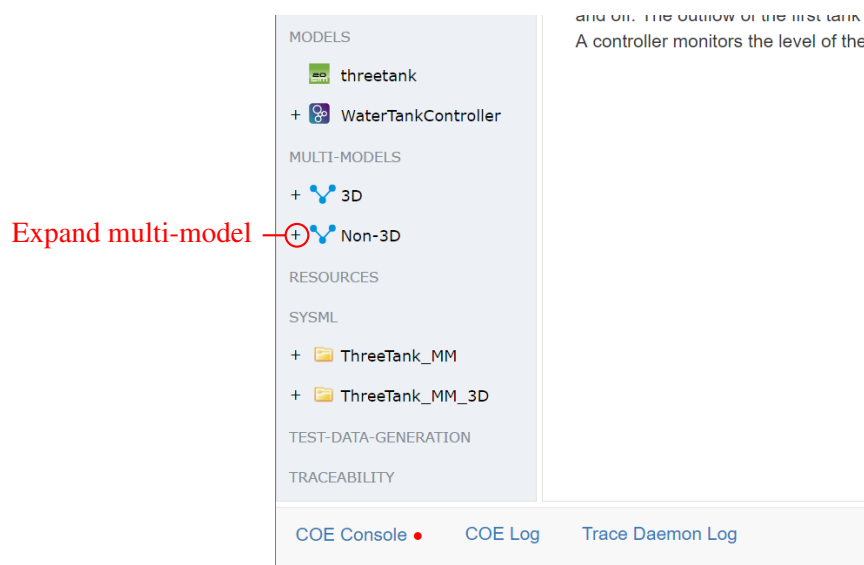 and off. The outflow of the first tank
MODELS
A controller monitors the level of the
threetank
+ WaterTankController
MULTI-MODELS
+ 3D
Expand multi-model
+ Non-3D
RESOURCES
SYSML
+ ThreeTank_MM
+ ThreeTank_MM_3D
TEST-DATA-GENERATION
TRACEABILITY
COE Console COE Log Trace Daemon Log